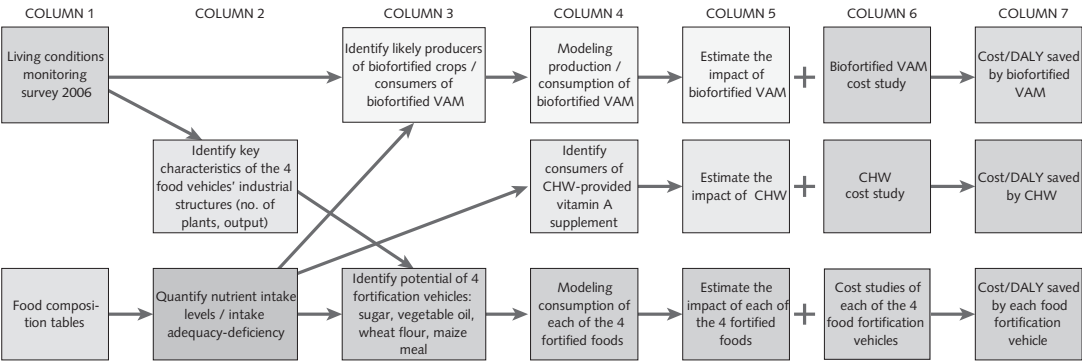 COLUMN 1
COLUMN 2
COLUMN 3
COLUMN 4
COLUMN 5
COLUMN 6
COLUMN 7
Living conditions
monitoring
survey 2006
Identify likely producers
of biofortified crops /
consumers of
biofortified VAM
Modeling
production /
consumption of
biofortified VAM
Estimate the
impact of
biofortified VAM
+
Biofortified VAM
cost study
Cost/DALY saved
by biofortified
VAM
Identify key
characteristics of the 4
food vehicles' industrial
structures (no. of
plants, output)
Identify
consumers of
CHW-provided
vitamin A
supplement
Estimate the
impact of CHW
+
CHW
cost study
Cost/DALY saved
by CHW
Food composi-
tion tables
Quantify nutrient intake
levels / intake
adequacy-deficiency
Identify potential of 4
fortification vehicles:
sugar, vegetable oil,
wheat flour, maize
meal
Modeling
consumption of
each of the 4
fortified foods
Estimate the
impact of each of
the 4 fortified
foods
+
Cost studies of
each of the 4
food fortification
vehicles
Cost/DALY saved
by each food
fortification
vehicle